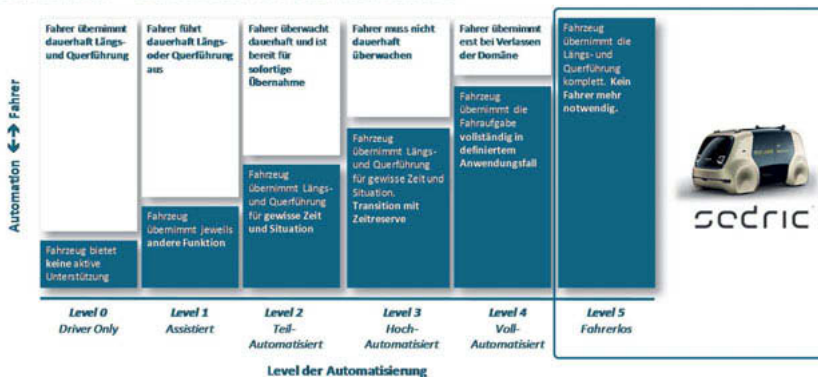 Fahrer übernimmt
dauerhaft Längs-
und Querführung
Fahrzeug bietet
keine aktive
Unterstützung
Fahrer führt
dauerhaft Längs-
oder Querführung
aus
Fahrzeug
übernimmt jeweils
andere Funktion
Fahrer überwacht
dauerhaft und ist
bereit für
sofortige
Übernahme
Fahrzeug
übernimmt Längs-
und Querführung
für gewisse Zeit
und Situation
Fahrer muss nicht
dauerhaft
überwachen
Fahrzeug
übernimmt Längs-
und Querführung
für gewisse Zeit und
Situation.
Transition mit
Zeitreserve
Fahrer übernimmt
erst bei Verlassen
der Domäne
Fahrzeug
übernimmt die
Fahraufgabe
vollständig in
definiertem
Anwendungsfall
Fahrzeug
übernimmt die
Längs- und
Querführung
komplett. Kein
Fahrer mehr
notwendig.
Automation ←→ Fahrer
Level 0
Driver Only
Level 1
Assistiert
Level 2
Teil-
Automatisiert
Level 3
Hoch-
Automatisiert
Level 4
Voll-
Automatisiert
Level 5
Fahrerlos
Level der Automatisierung
sedric